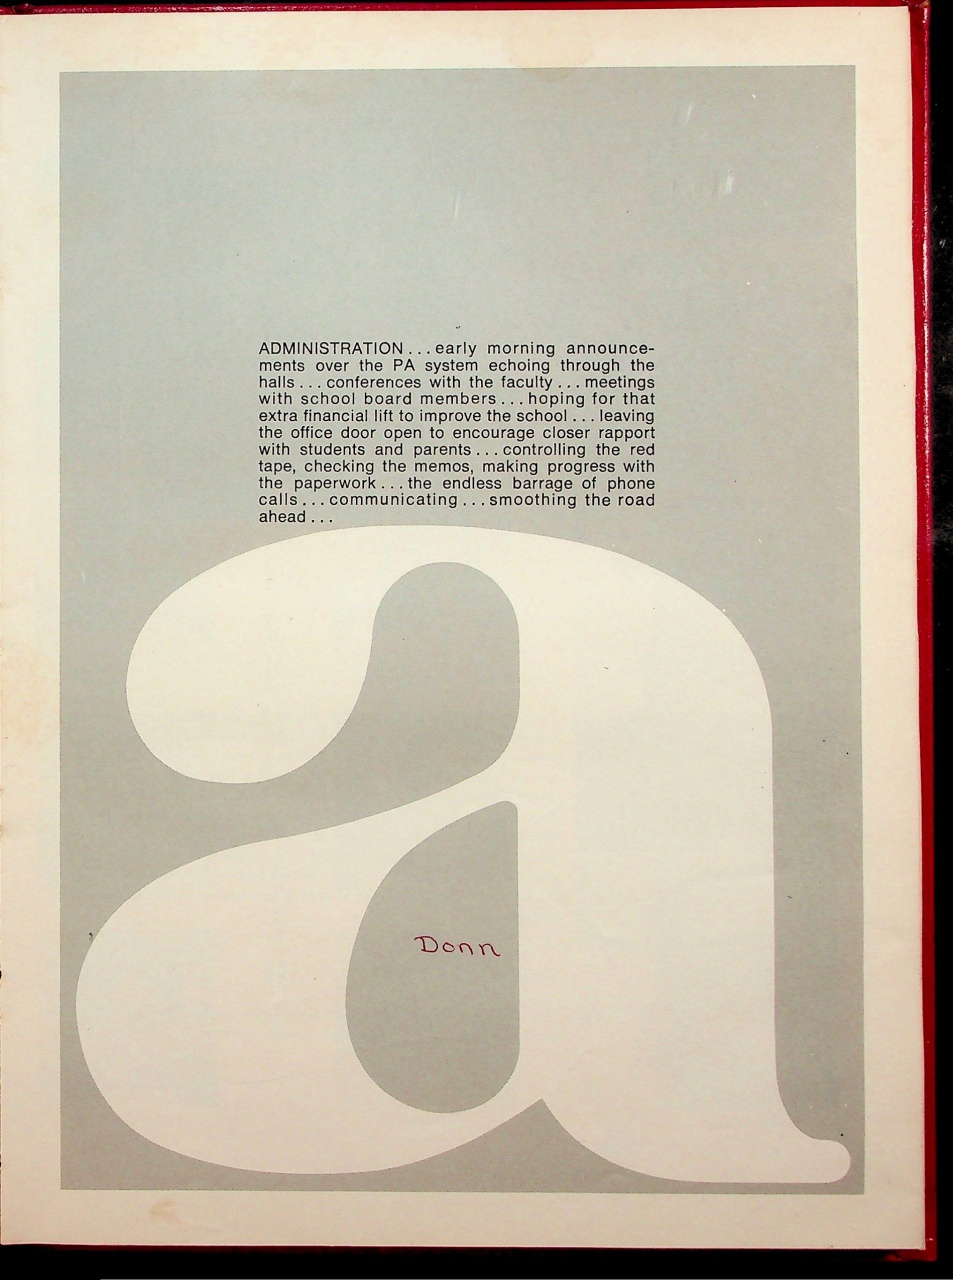 ADMINISTRATION . . . early morning announce-
ments over the PA system echoing through the
halls . . . conferences with the faculty . . . meetings
with school board members . . . hoping for that
extra financial lift to improve the school . . . leaving
the office door open to encourage closer rapport
with students and parents . . . controlling the red
tape, checking the memos, making progress with
the paperwork . . . the endless barrage of phone
calls . . . communicating . . . smoothing the road
ahead . . .
a
Donn